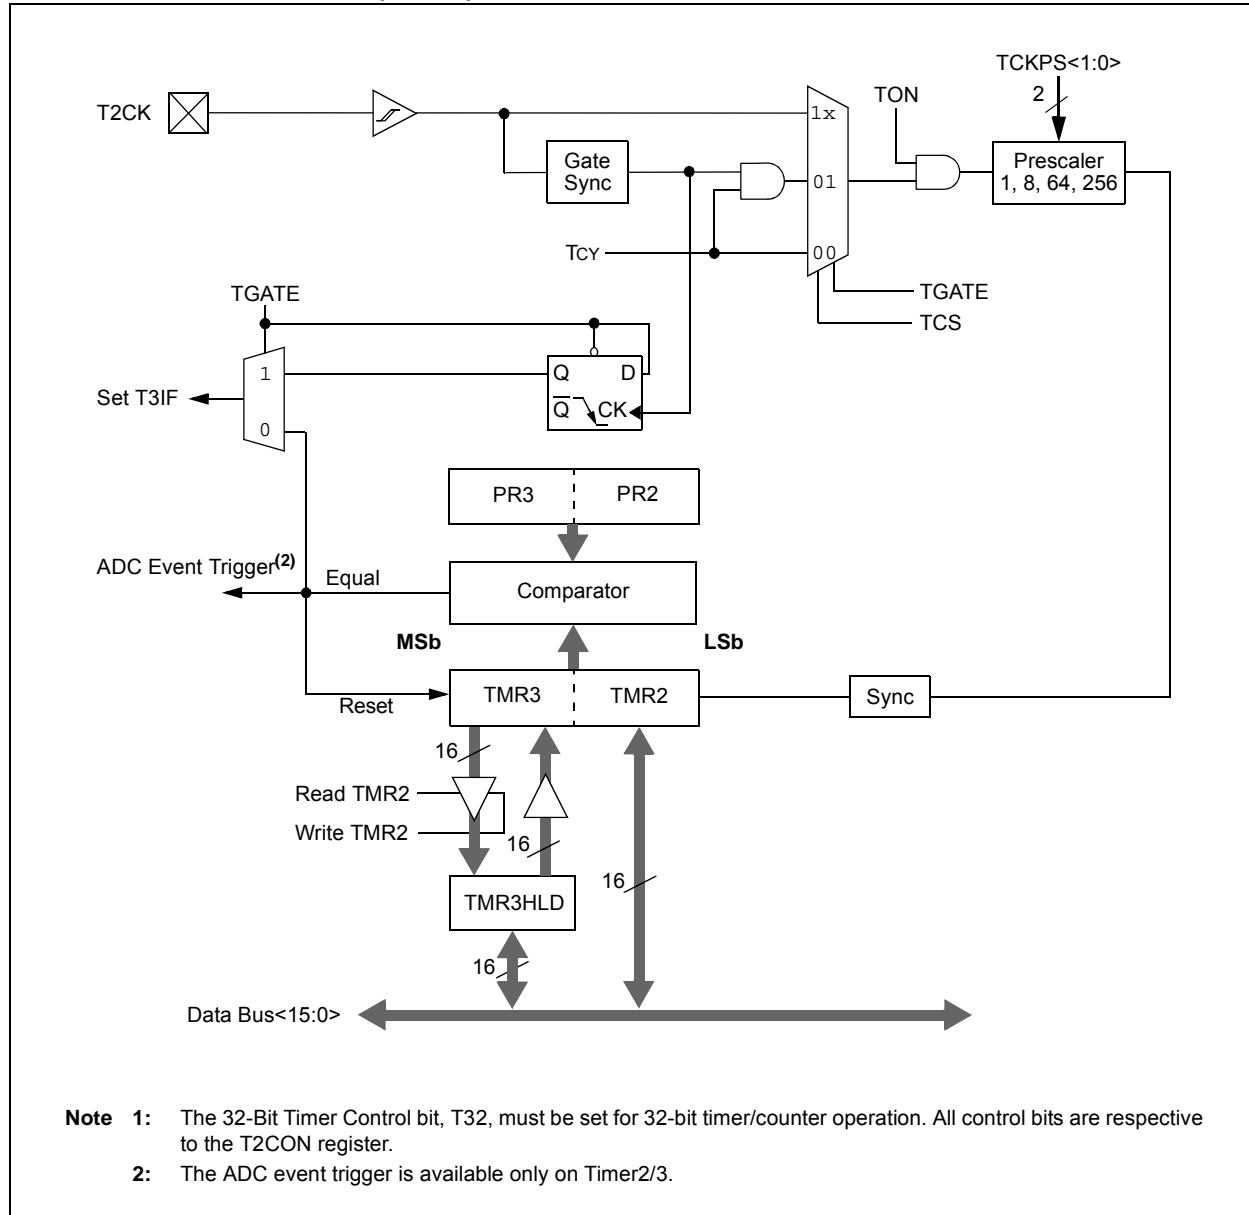 TCKPS<1:0>
2
TON
T2CK
1x
Gate
Sync
Prescaler
1, 8, 64, 256
01
TCY
00
TGATE
TCS
TGATE
1
Q D
Set T3IF
Q CK
0
PR3 PR2
ADC Event Trigger(2)
Equal
Comparator
MSb LSb
TMR3 TMR2
Sync
Reset
16
Read TMR2
Write TMR2
16
16
TMR3HLD
16
Data Bus<15:0>
Note 1: The 32-Bit Timer Control bit, T32, must be set for 32-bit timer/counter operation. All control bits are respective
to the T2CON register.
2: The ADC event trigger is available only on Timer2/3.